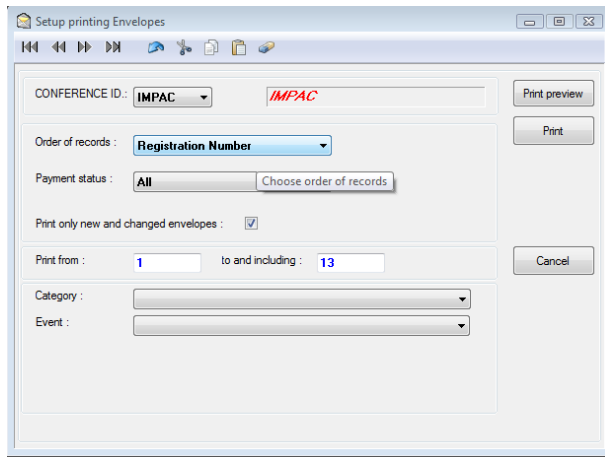 Setup printing Envelopes
CONFERENCE ID.: IMPAC IMPAC Print preview
Order of records : Registration Number Print
Payment status : All Choose order of records
Print only new and changed envelopes :
Print from : 1 to and including : 13 Cancel
Category :
Event :